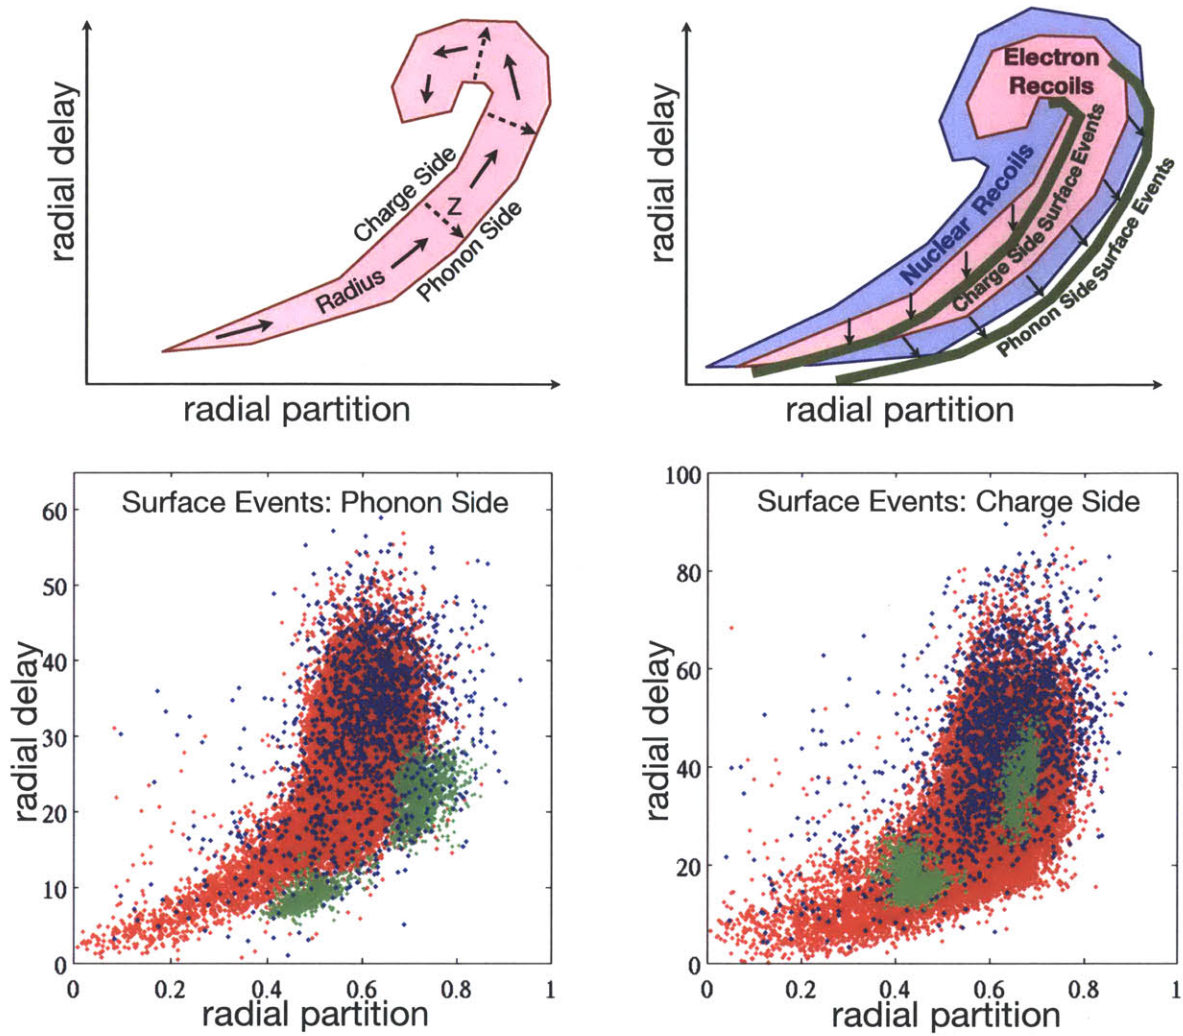 radial delay
Charge Side
Z
Radius
Phonon Side
radial partition
radial delay
Electron
Recoils
Nuclear Recoils
Charge Side Surface Events
Phonon Side Surface Events
radial partition
Surface Events: Phonon Side
radial delay
60
50
40
30
20
10
0
0
0.2
0.4
0.6
0.8
1
radial partition
Surface Events: Charge Side
radial delay
100
80
60
40
20
0
0
0.2
0.4
0.6
0.8
1
radial partition